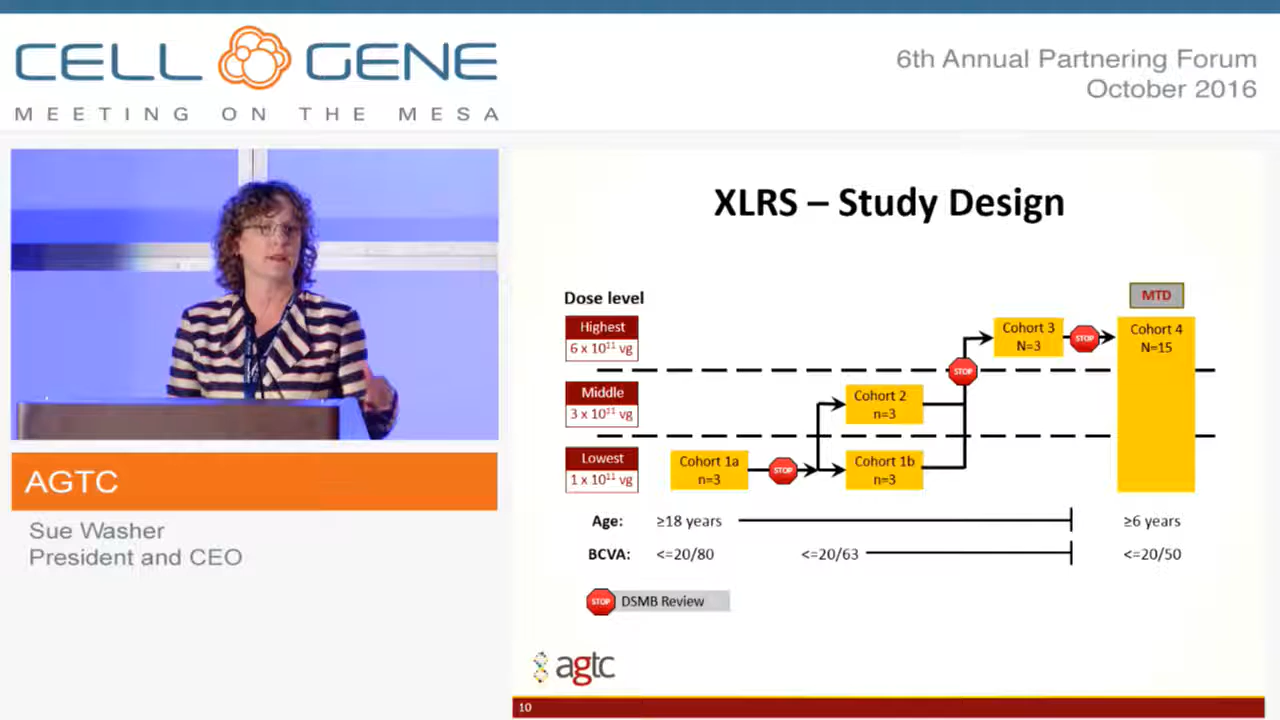 CELL GENE
MEETING ON THE MESA
6th Annual Partnering Forum
October 2016
XLRS – Study Design
Dose level
Highest
6 x 10¹¹ vg
Middle
3 x 10¹¹ vg
Lowest
1 x 10¹¹ vg
Cohort 1a
n=3
STOP
Cohort 2
n=3
Cohort 1b
n=3
STOP
Cohort 3
N=3
STOP
MTD
Cohort 4
N=15
Age: ≥18 years ≥6 years
BCVA: <=20/80 <=20/63 <=20/50
STOP DSMB Review
agtc
10
AGTC
Sue Washer
President and CEO